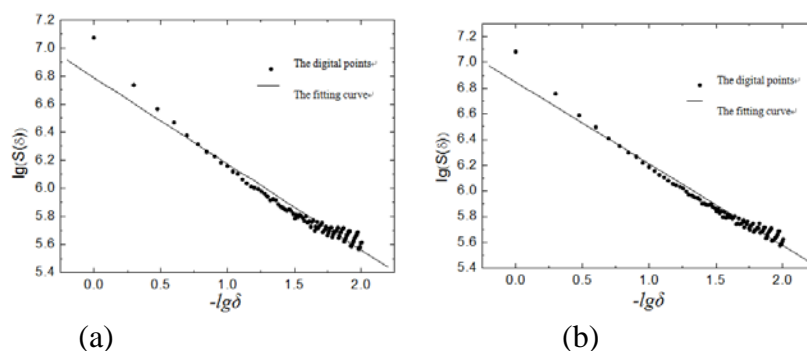 7.2
7.0
6.8
6.6
6.4
6.2
6.0
5.8
5.6
5.4
lg(S(δ))
The digital points↵
The fitting curve↵
0.0 0.5 1.0 1.5 2.0
-lgδ
(a)
7.2
7.0
6.8
6.6
6.4
6.2
6.0
5.8
5.6
5.4
lg(S(δ))
The digital points↵
The fitting curve↵
0.0 0.5 1.0 1.5 2.0
-lgδ
(b)